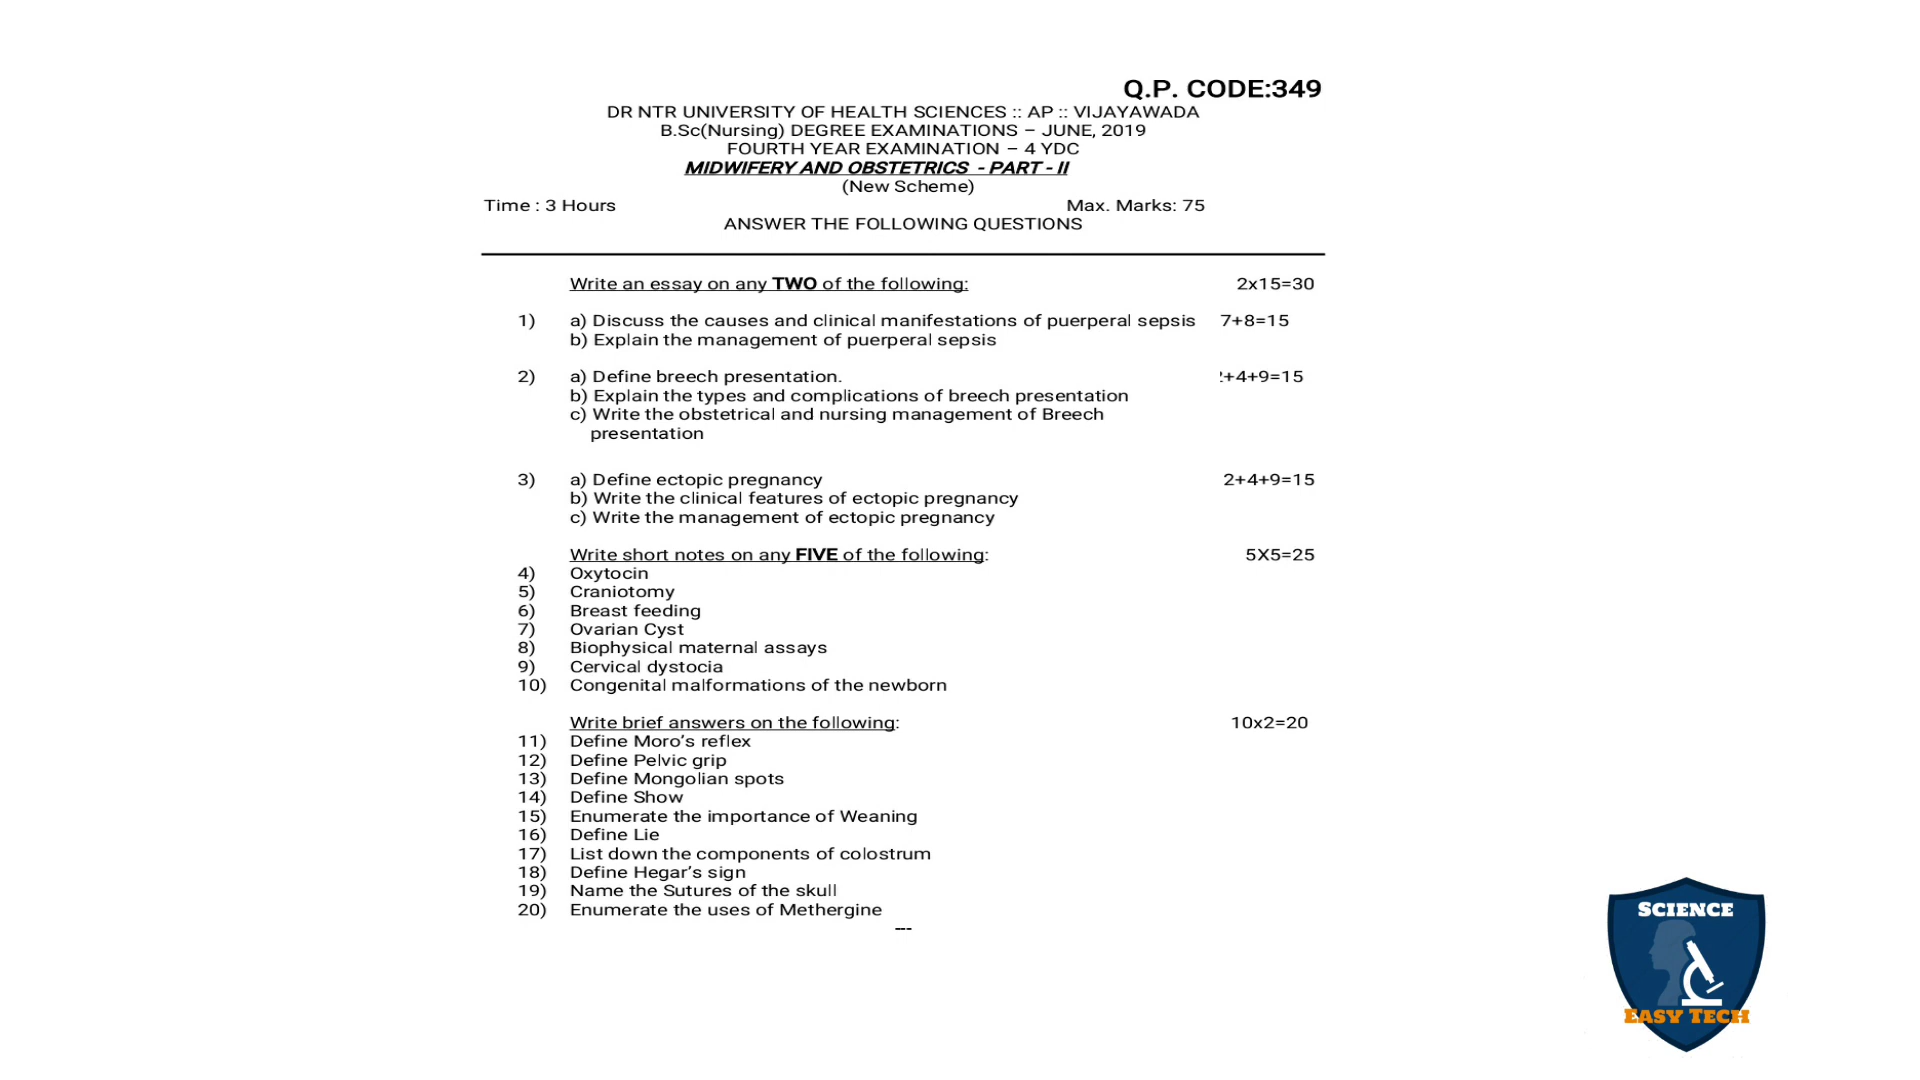 Q.P. CODE:349
DR NTR UNIVERSITY OF HEALTH SCIENCES :: AP :: VIJAYAWADA
B.Sc(Nursing) DEGREE EXAMINATIONS – JUNE, 2019
FOURTH YEAR EXAMINATION – 4 YDC
MIDWIFERY AND OBSTETRICS - PART - II
(New Scheme)
Time : 3 Hours Max. Marks: 75
ANSWER THE FOLLOWING QUESTIONS
Write an essay on any TWO of the following: 2x15=30
1) a) Discuss the causes and clinical manifestations of puerperal sepsis 7+8=15
b) Explain the management of puerperal sepsis
2) a) Define breech presentation. +4+9=15
b) Explain the types and complications of breech presentation
c) Write the obstetrical and nursing management of Breech
presentation
3) a) Define ectopic pregnancy 2+4+9=15
b) Write the clinical features of ectopic pregnancy
c) Write the management of ectopic pregnancy
Write short notes on any FIVE of the following: 5X5=25
4) Oxytocin
5) Craniotomy
6) Breast feeding
7) Ovarian Cyst
8) Biophysical maternal assays
9) Cervical dystocia
10) Congenital malformations of the newborn
Write brief answers on the following: 10x2=20
11) Define Moro's reflex
12) Define Pelvic grip
13) Define Mongolian spots
14) Define Show
15) Enumerate the importance of Weaning
16) Define Lie
17) List down the components of colostrum
18) Define Hegar's sign
19) Name the Sutures of the skull
20) Enumerate the uses of Methergine
---
SCIENCE
EASY TECH